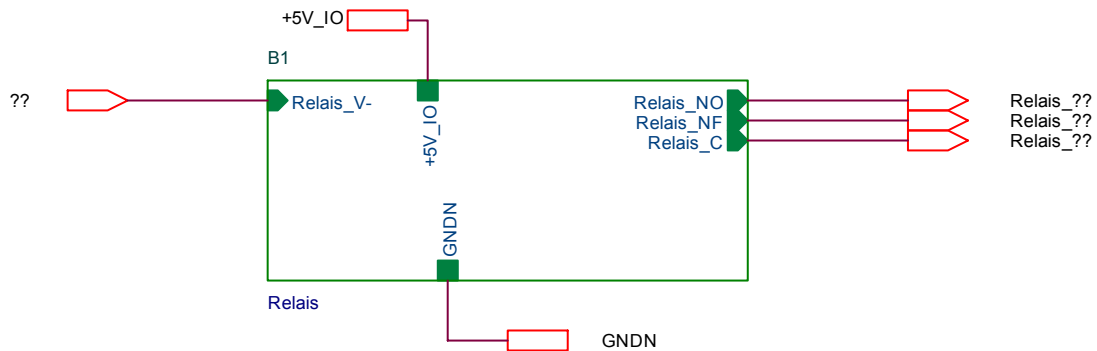 +5V_IO
B1
??
Relais_V-
+5V_IO
Relais_NO
Relais_NF
Relais_C
Relais_??
Relais_??
Relais_??
GNDN
Relais
GNDN